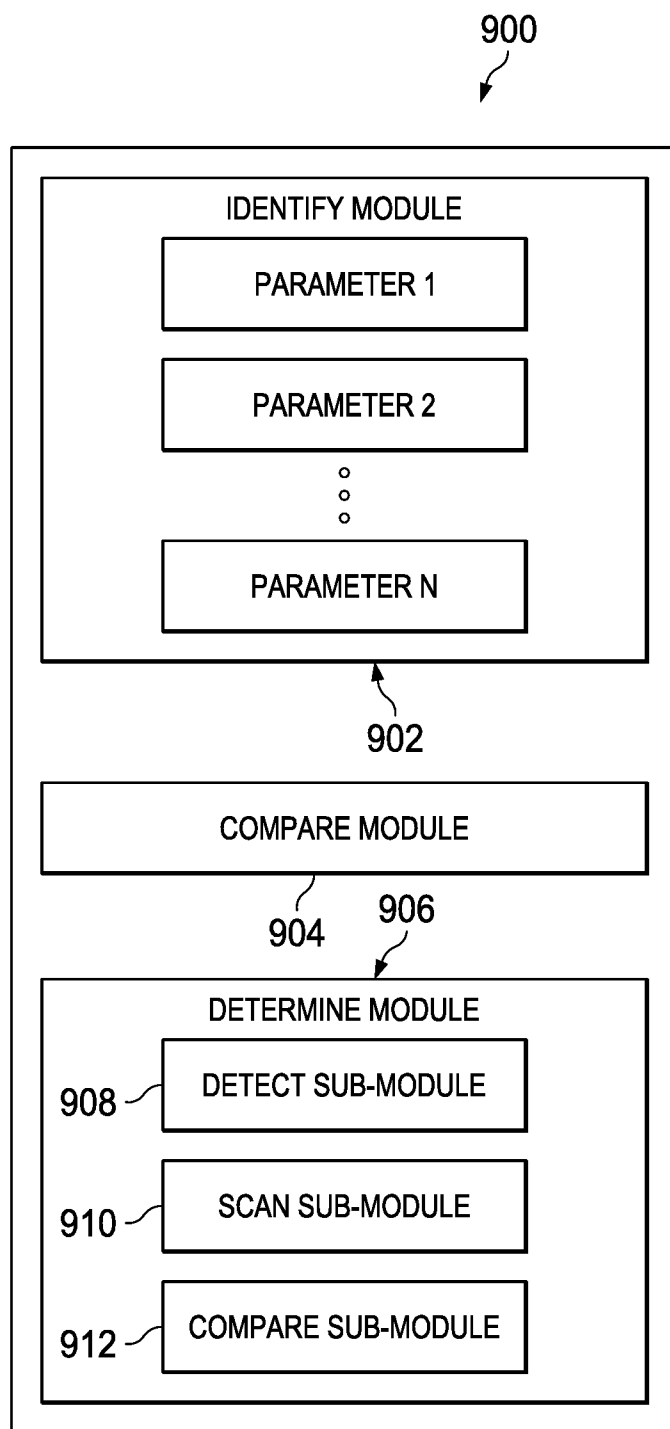 900
IDENTIFY MODULE
PARAMETER 1
PARAMETER 2
PARAMETER N
902
COMPARE MODULE
904
906
DETERMINE MODULE
908
DETECT SUB-MODULE
910
SCAN SUB-MODULE
912
COMPARE SUB-MODULE